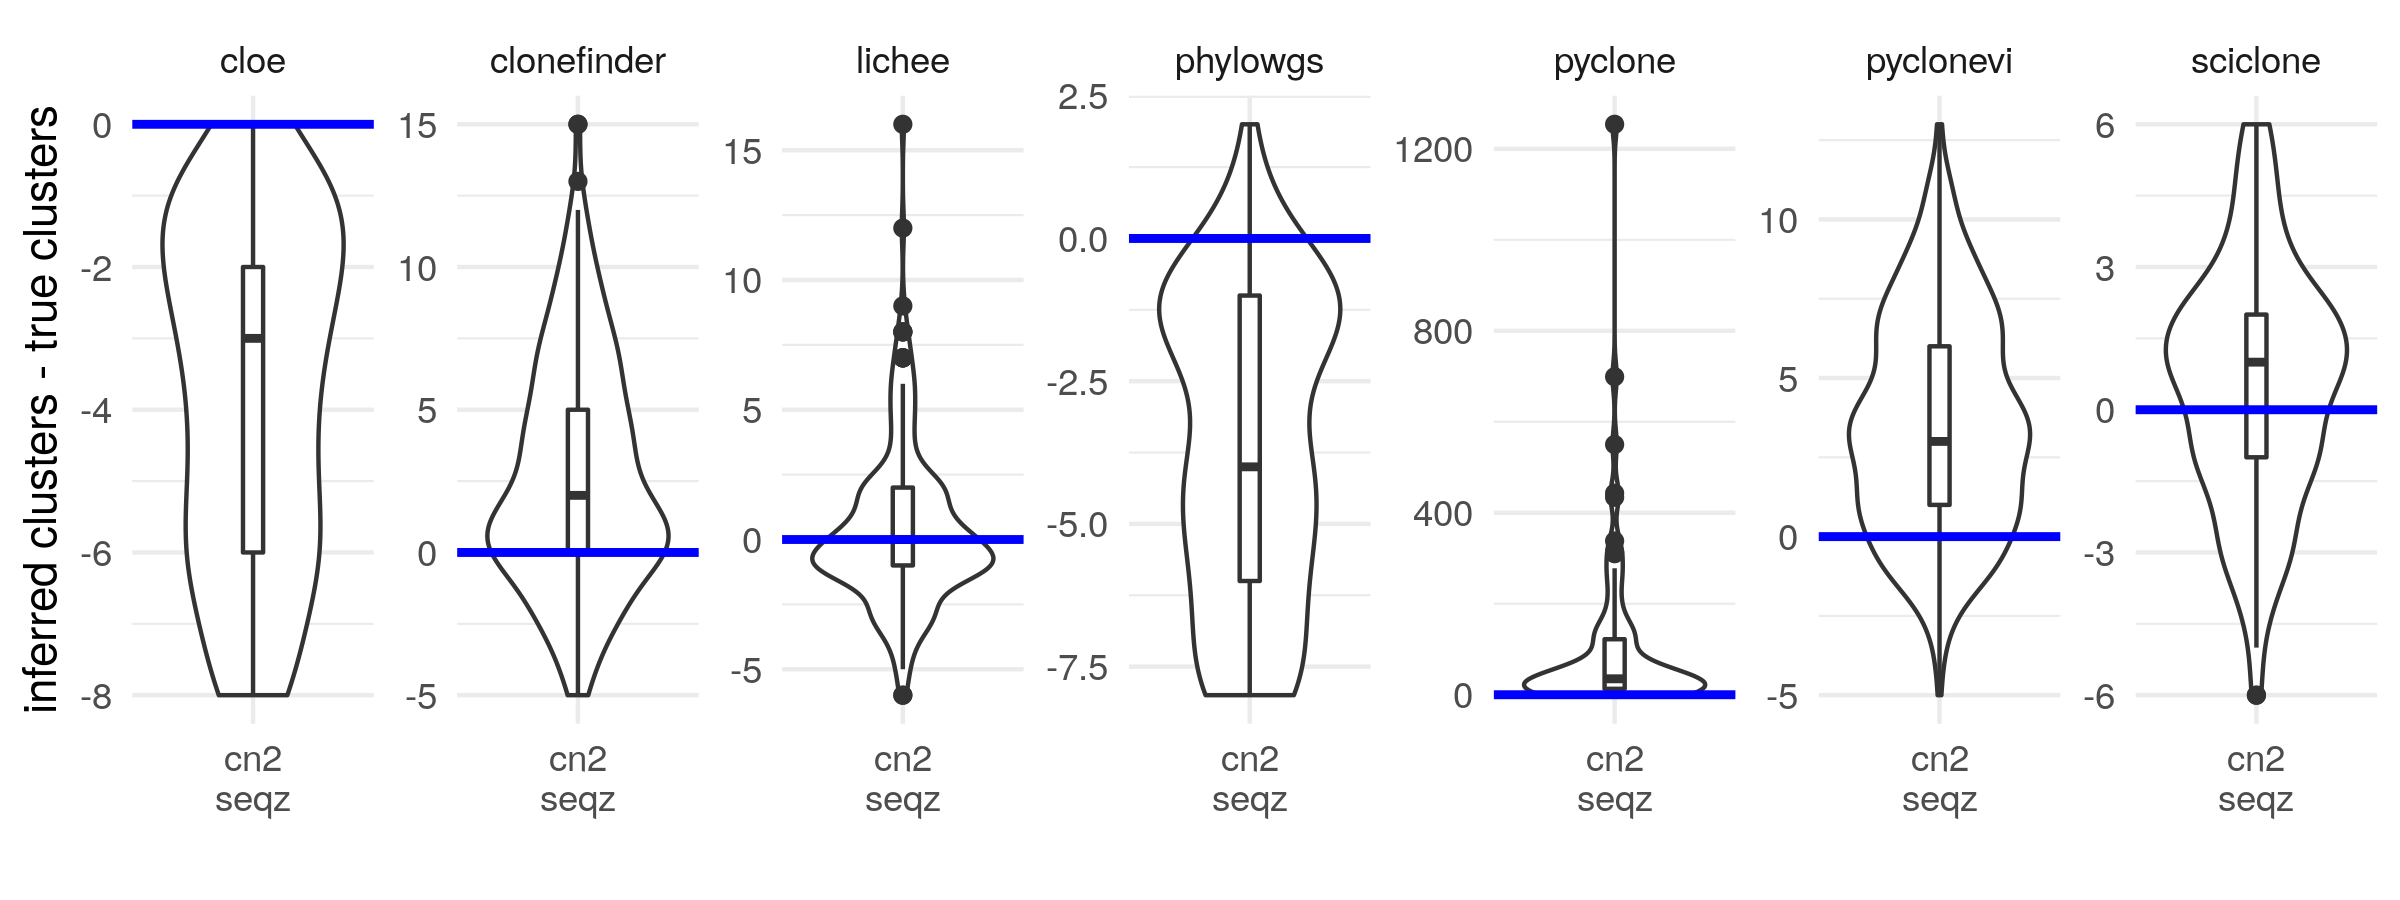 cloe
clonefinder
lichee
phylowgs
pyclone
pyclonevi
sciclone
inferred clusters - true clusters
0
-2
-4
-6
-8
15
10
5
0
-5
15
10
5
0
-5
2.5
0.0
-2.5
-5.0
-7.5
1200
800
400
0
10
5
0
-5
6
3
0
-3
-6
cn2
seqz
cn2
seqz
cn2
seqz
cn2
seqz
cn2
seqz
cn2
seqz
cn2
seqz